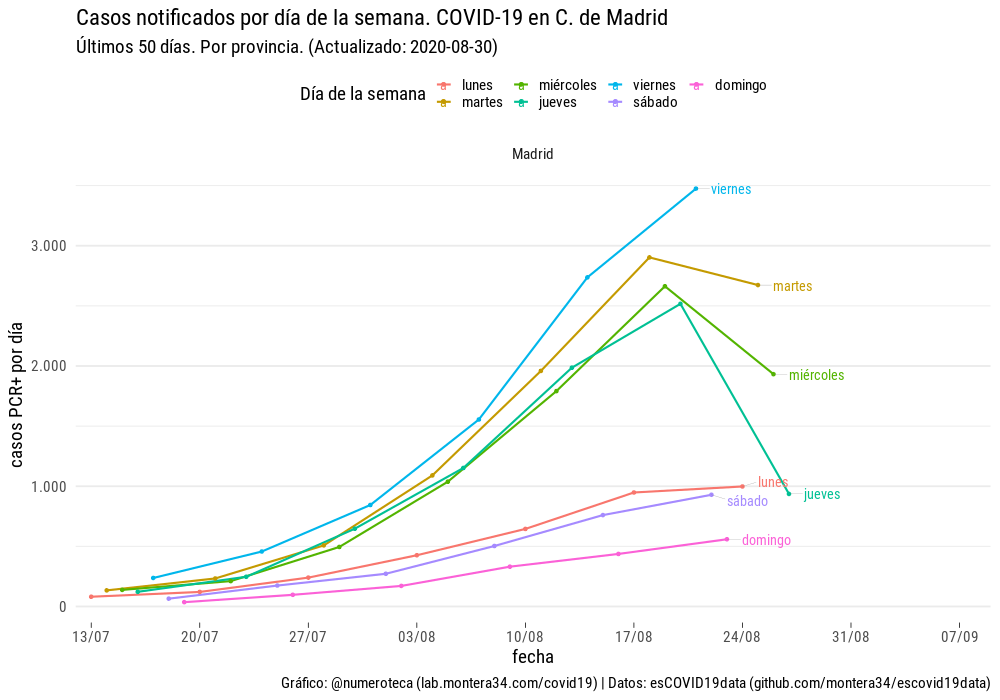 Casos notificados por día de la semana. COVID-19 en C. de Madrid
Últimos 50 días. Por provincia. (Actualizado: 2020-08-30)
Día de la semana
lunes miércoles viernes domingo
martes jueves sábado
Madrid
casos PCR+ por día
3.000
2.000
1.000
0
viernes
martes
miércoles
lunes
jueves
sábado
domingo
13/07 20/07 27/07 03/08 10/08 17/08 24/08 31/08 07/09
fecha
Gráfico: @numeroteca (lab.montera34.com/covid19) | Datos: esCOVID19data (github.com/montera34/escovid19data)